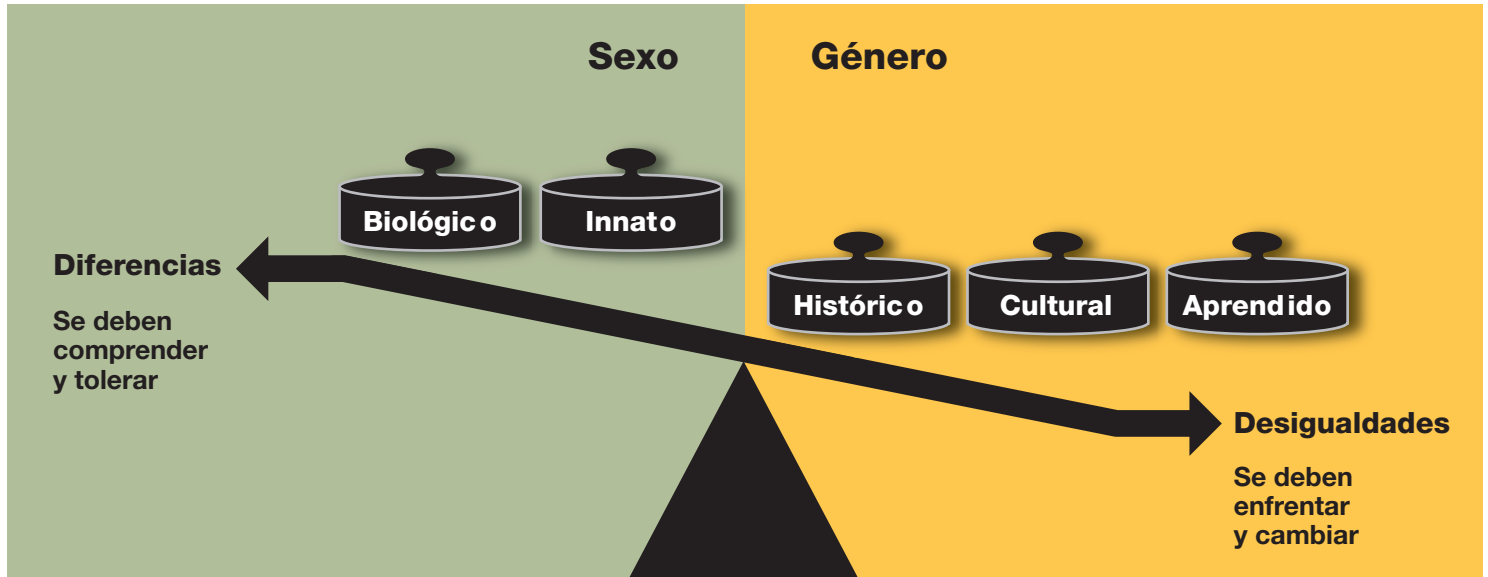 Sexo
Género
Biológico
Innato
Histórico
Cultural
Aprendido
Diferencias
Se deben
comprender
y tolerar
Desigualdades
Se deben
enfrentar
y cambiar